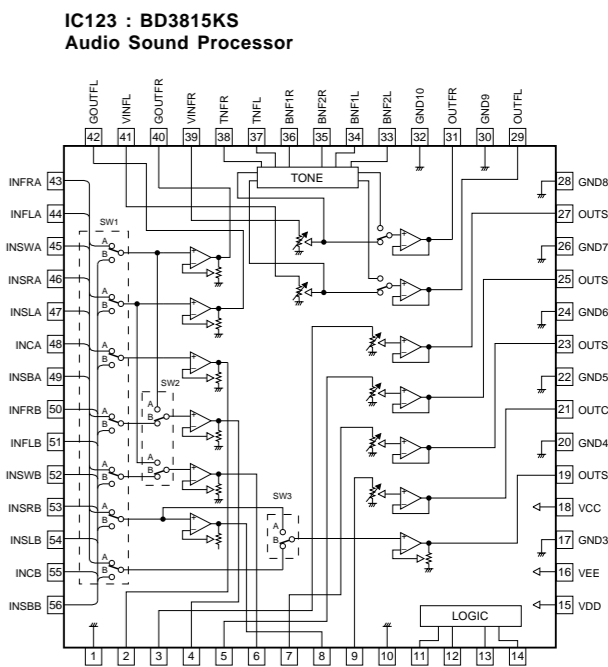 IC123 : BD3815KS
Audio Sound Processor
GOUTFL VINFL GOUTFR VINFR TNFR TNFL BNF1R BNF2R BNF1L BNF2L GND10 OUTFR GND9 OUTFL
42 41 40 39 38 37 36 35 34 33 32 31 30 29
TONE
INFRA 43
28 GND8
INFLA 44
27 OUTS
SW1
INSWA 45
A
B
26 GND7
INSRA 46
25 OUTS
A
B
INSLA 47
24 GND6
INCA 48
23 OUTS
A
B
INSBA 49
22 GND5
SW2
INFRB 50
A
B
A
B
21 OUTC
INFLB 51
20 GND4
INSWB 52
A
B
A
B
19 OUTS
SW3
INSRB 53
A
B
A
B
18 VCC
INSLB 54
17 GND3
INCB 55
A
B
16 VEE
INSBB 56
15 VDD
LOGIC
1 2 3 4 5 6 7 8 9 10 11 12 13 14